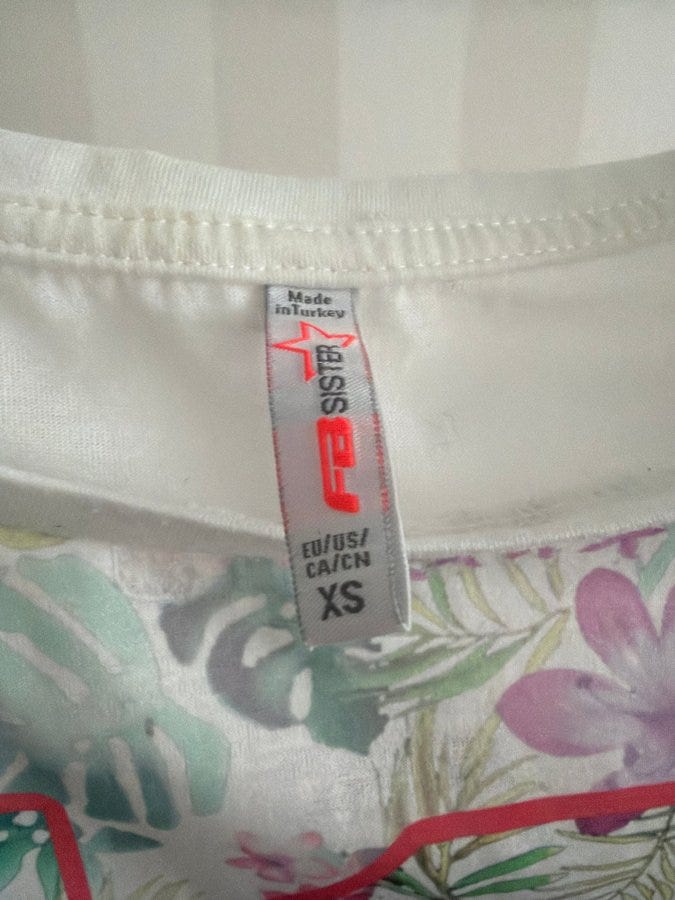 Made
inTurkey
FB SISTER
EU/US/
CA/CN
XS